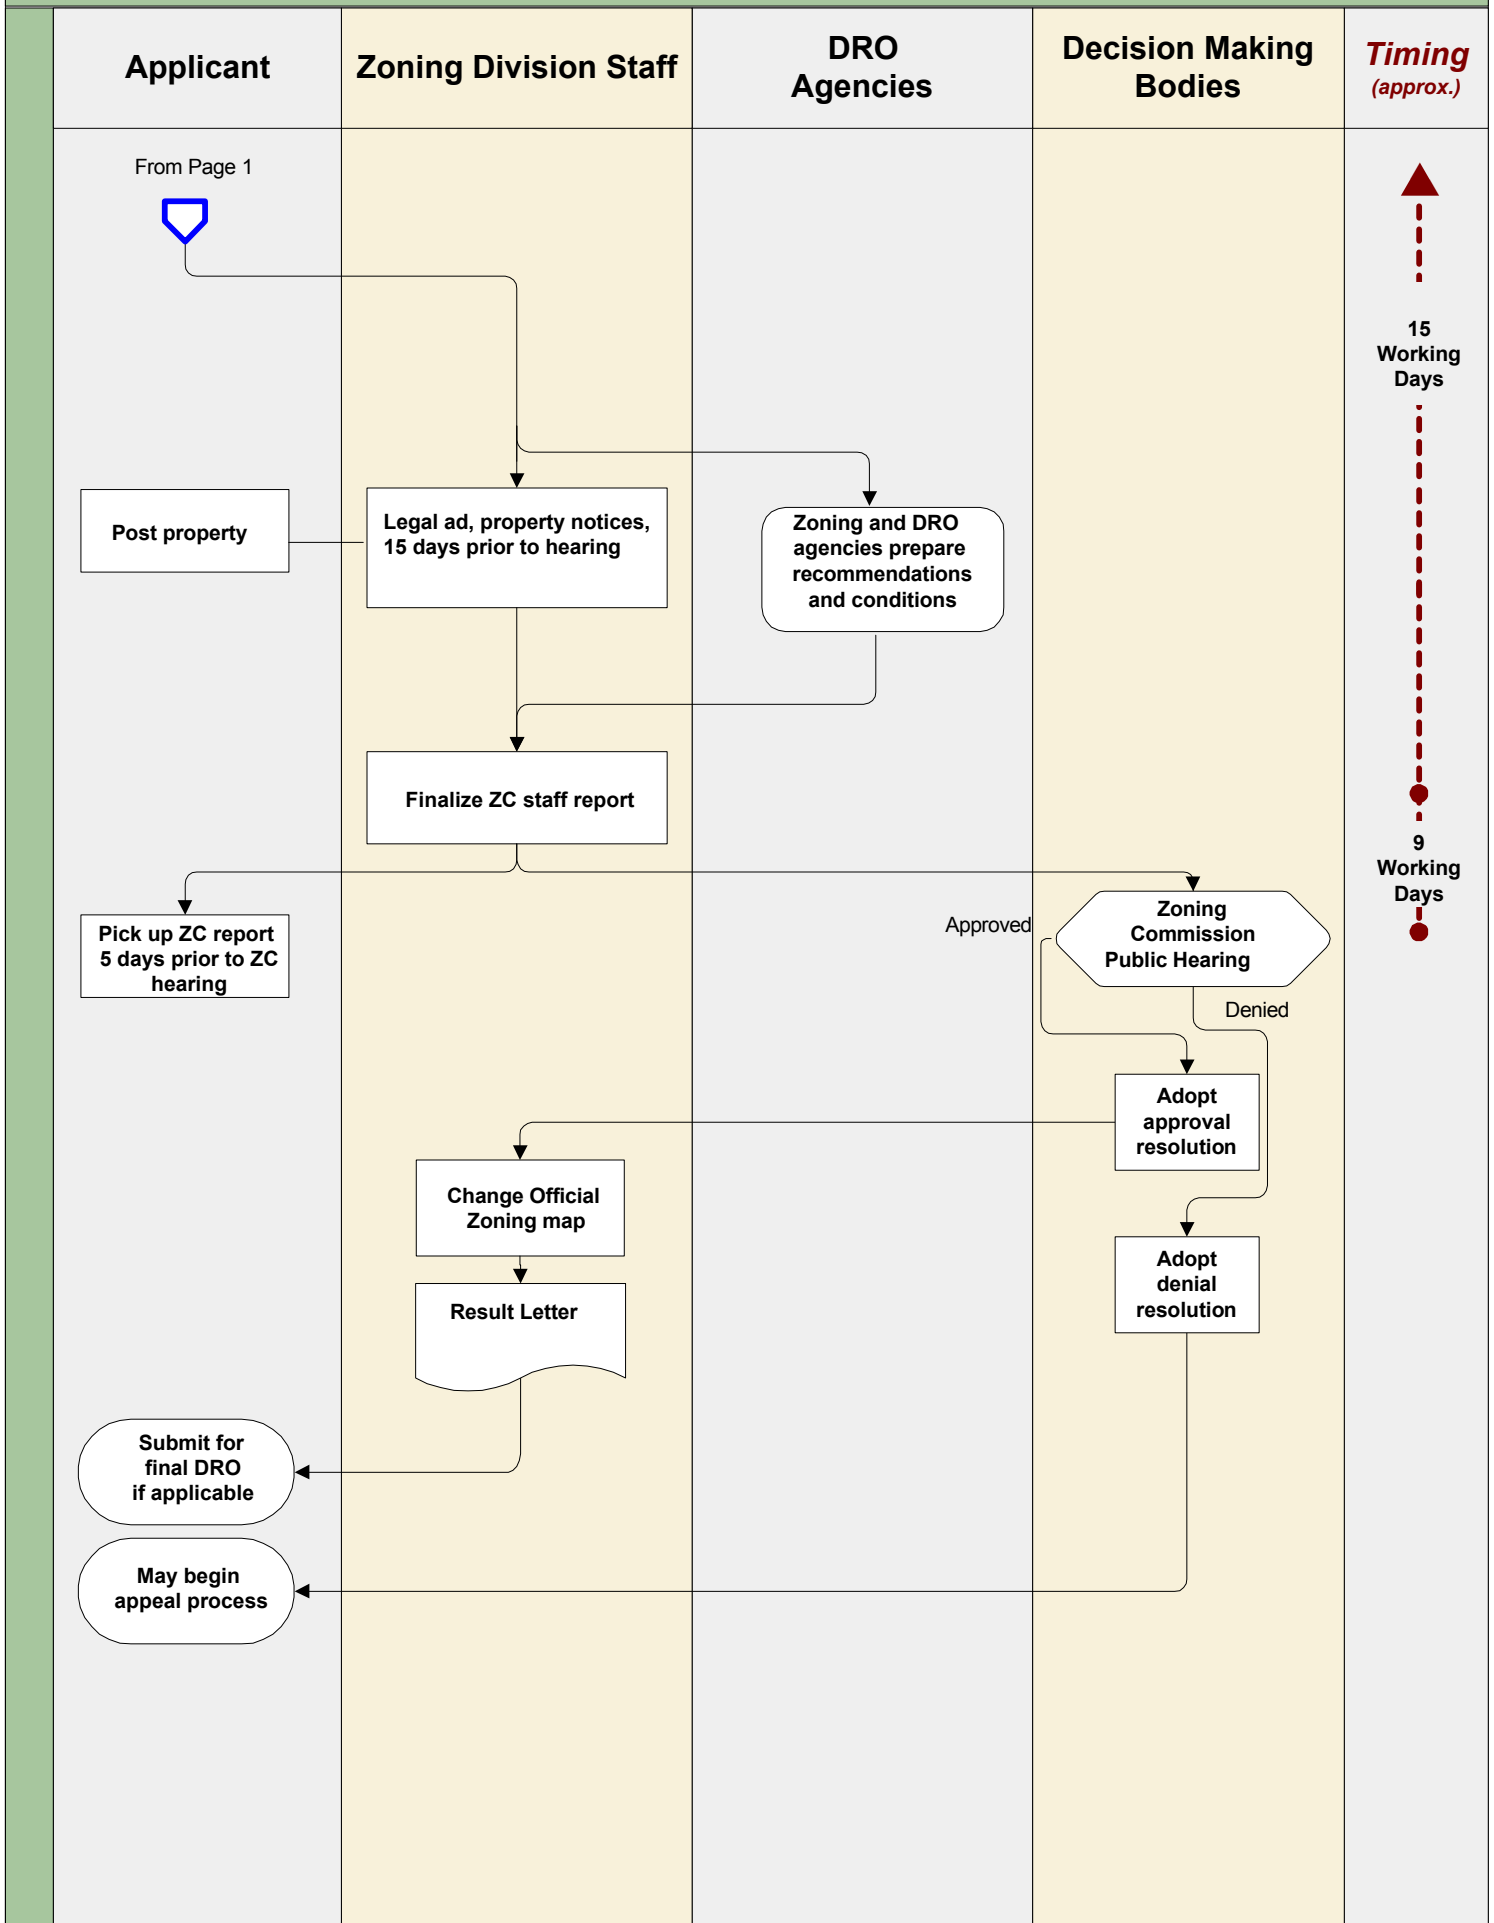 Applicant
Zoning Division Staff
DRO
Agencies
Decision Making
Bodies
Timing
(approx.)
From Page 1
15
Working
Days
Post property
Legal ad, property notices,
15 days prior to hearing
Zoning and DRO
agencies prepare
recommendations
and conditions
Finalize ZC staff report
9
Working
Days
Pick up ZC report
5 days prior to ZC
hearing
Approved
Zoning
Commission
Public Hearing
Denied
Adopt
approval
resolution
Change Official
Zoning map
Adopt
denial
resolution
Result Letter
Submit for
final DRO
if applicable
May begin
appeal process